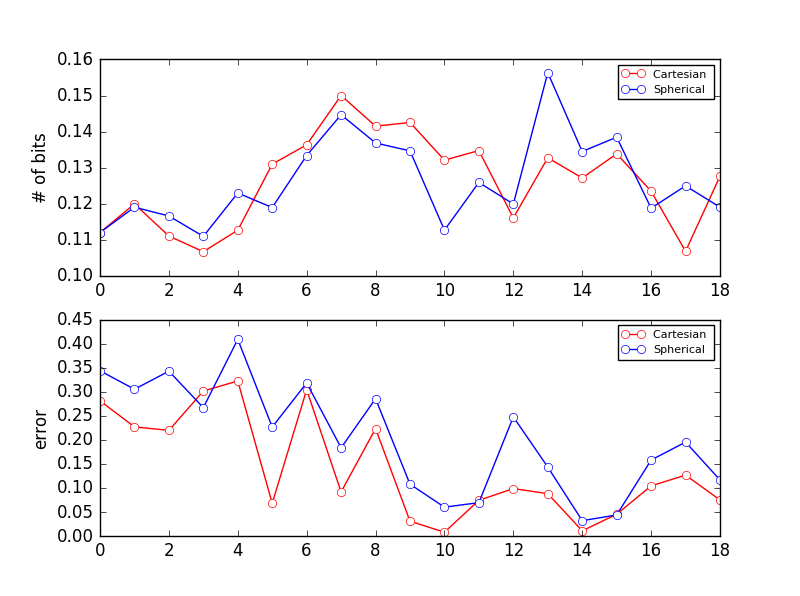 0.16
0.15
0.14
0.13
0.12
0.11
0.10
# of bits
Cartesian
Spherical
0 2 4 6 8 10 12 14 16 18
0.45
0.40
0.35
0.30
0.25
0.20
0.15
0.10
0.05
0.00
error
Cartesian
Spherical
0 2 4 6 8 10 12 14 16 18